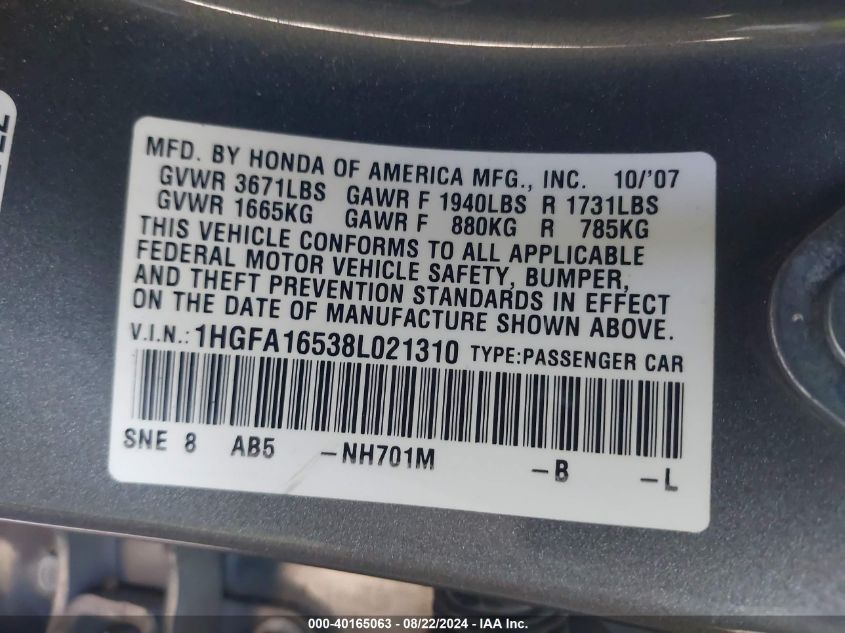 MFD. BY HONDA OF AMERICA MFG., INC. 10/'07
GVWR 3671LBS GAWR F 1940LBS R 1731LBS
GVWR 1665KG GAWR F 880KG R 785KG
THIS VEHICLE CONFORMS TO ALL APPLICABLE
FEDERAL MOTOR VEHICLE SAFETY, BUMPER,
AND THEFT PREVENTION STANDARDS IN EFFECT
ON THE DATE OF MANUFACTURE SHOWN ABOVE.
V.I.N.: 1HGFA16538L021310 TYPE:PASSENGER CAR
SNE 8 AB5 -NH701M -B -L
000-40165063 - 08/22/2024 - IAA Inc.